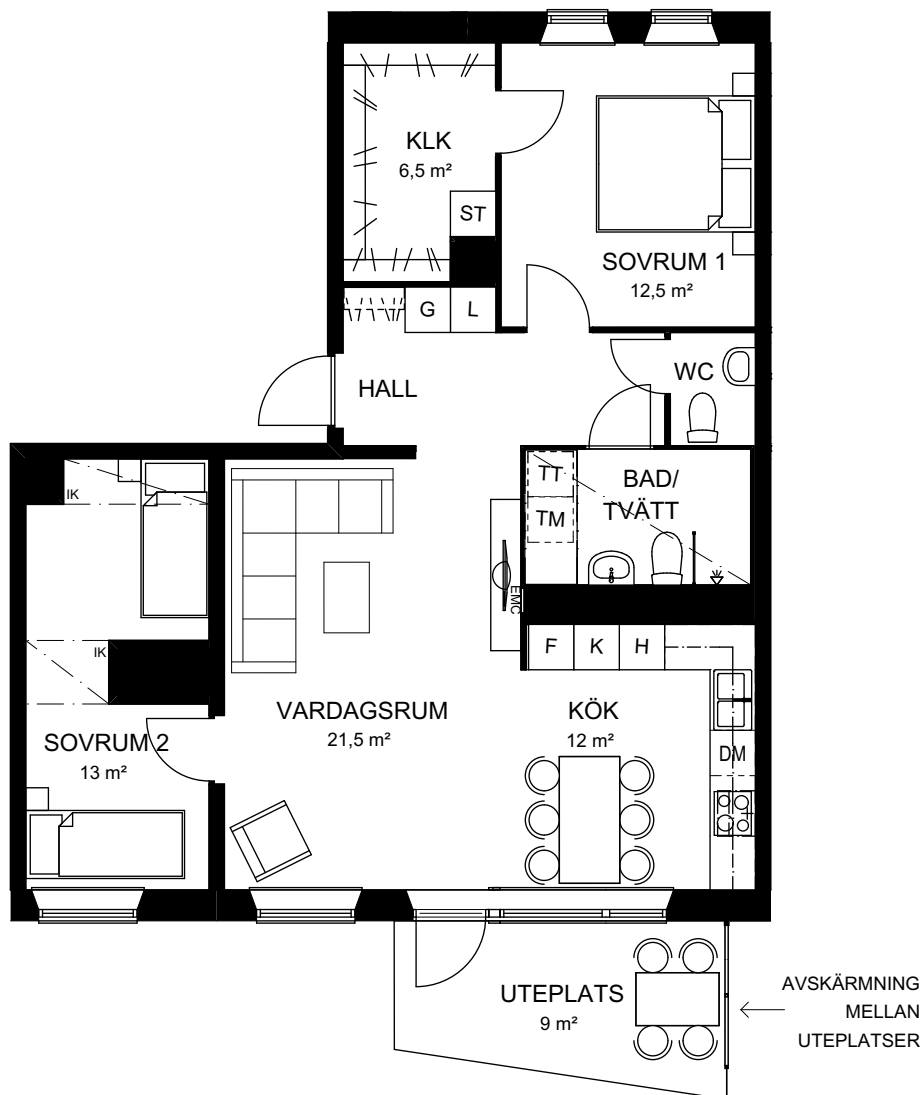 KLK
6,5 m²
ST
SOVRUM 1
12,5 m²
G
L
HALL
WC
IK
TT
TM
BAD/
TVÄTT
EMC
IK
F
K
H
VARDAGSRUM
21,5 m²
KÖK
12 m²
SOVRUM 2
13 m²
DM
UTEPLATS
9 m²
AVSKÄRMNING
MELLAN
UTEPLATSER